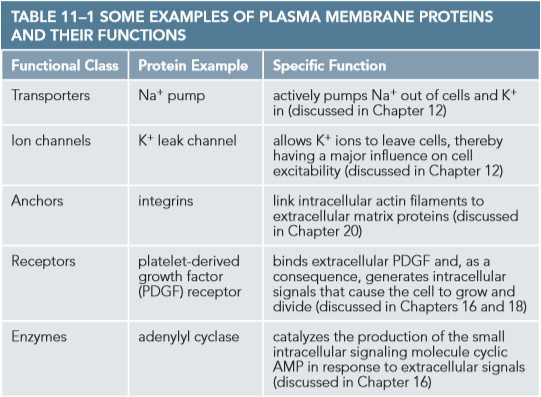 TABLE 11–1 SOME EXAMPLES OF PLASMA MEMBRANE PROTEINS
AND THEIR FUNCTIONS
Functional Class Protein Example Specific Function
Transporters Na⁺ pump actively pumps Na⁺ out of cells and K⁺
in (discussed in Chapter 12)
Ion channels K⁺ leak channel allows K⁺ ions to leave cells, thereby
having a major influence on cell
excitability (discussed in Chapter 12)
Anchors integrins link intracellular actin filaments to
extracellular matrix proteins (discussed
in Chapter 20)
Receptors platelet-derived binds extracellular PDGF and, as a
growth factor consequence, generates intracellular
(PDGF) receptor signals that cause the cell to grow and
divide (discussed in Chapters 16 and 18)
Enzymes adenylyl cyclase catalyzes the production of the small
intracellular signaling molecule cyclic
AMP in response to extracellular signals
(discussed in Chapter 16)